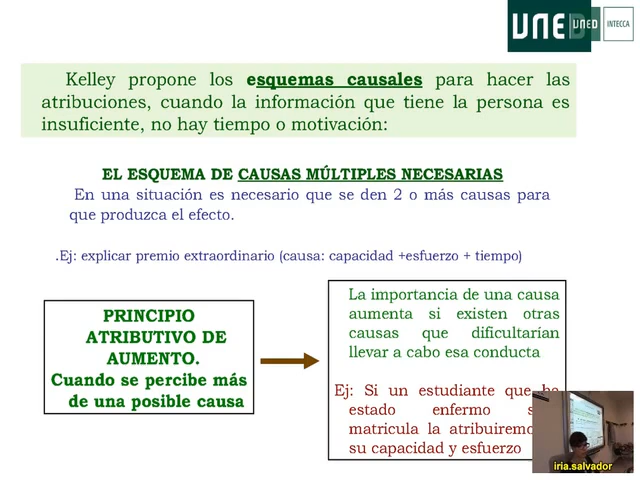 UNED UNED INTECCA
Kelley propone los esquemas causales para hacer las
atribuciones, cuando la información que tiene la persona es
insuficiente, no hay tiempo o motivación:
EL ESQUEMA DE CAUSAS MÚLTIPLES NECESARIAS
En una situación es necesario que se den 2 o más causas para
que produzca el efecto.
.Ej: explicar premio extraordinario (causa: capacidad +esfuerzo + tiempo)
PRINCIPIO
ATRIBUTIVO DE
AUMENTO.
Cuando se percibe más
de una posible causa
La importancia de una causa
aumenta si existen otras
causas que dificultarían
llevar a cabo esa conducta
Ej: Si un estudiante que
estado enfermo
matricula la atribuiremo
su capacidad y esfuerzo
iria.salvador